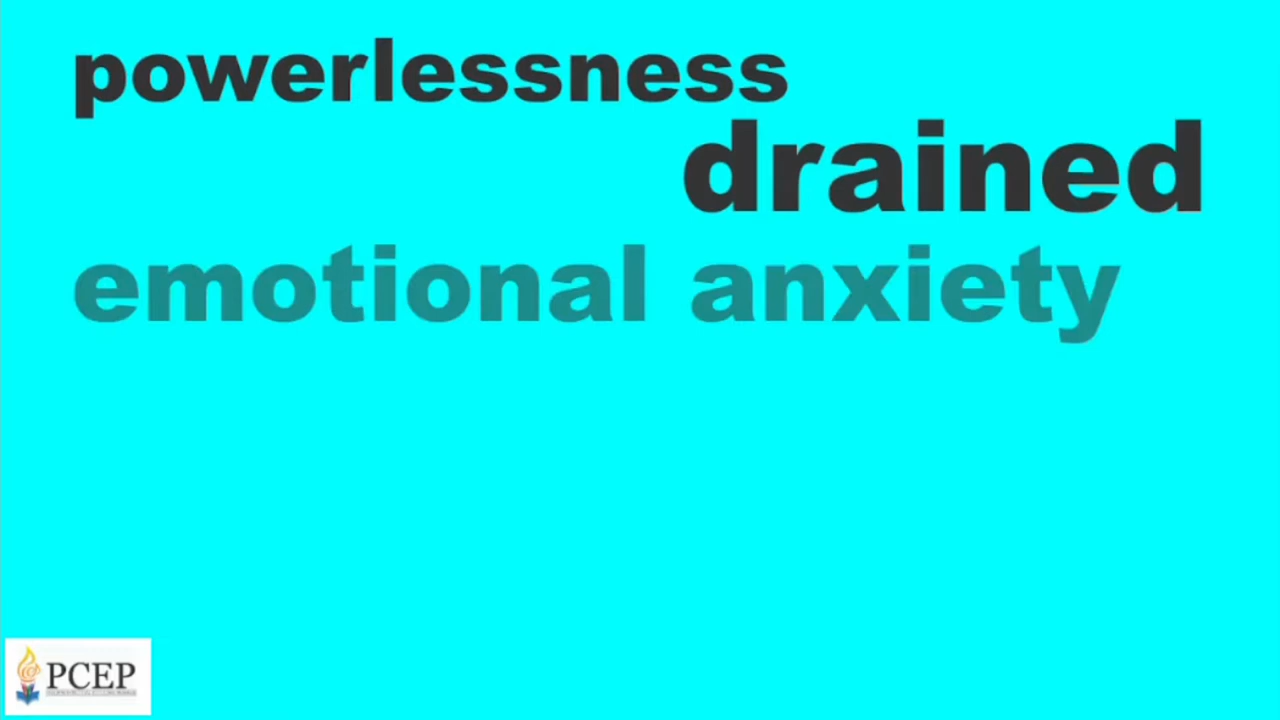 powerlessness
drained
emotional anxiety
PCEP